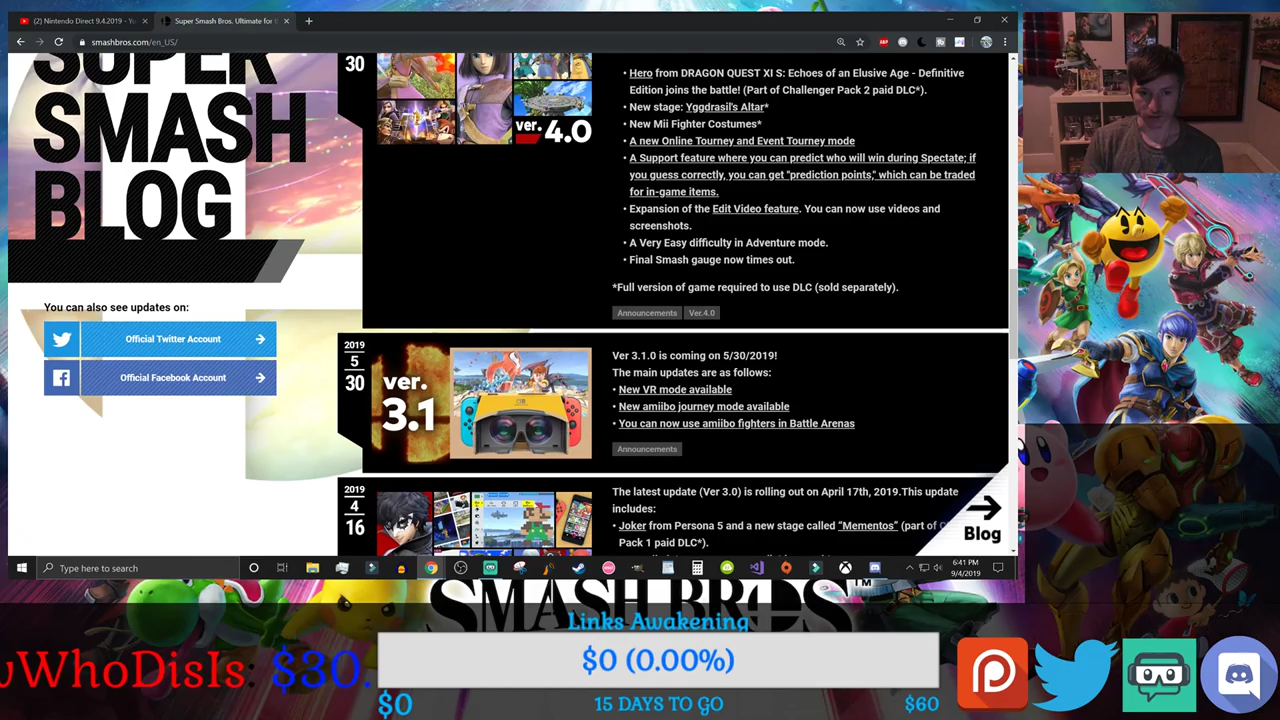 (2) Nintendo Direct 9.4.2019 - Yo
Super Smash Bros. Ultimate for t
smashbros.com/en_US/
SUPER
SMASH
BLOG
You can also see updates on:
Official Twitter Account
Official Facebook Account
30
ver. 4.0
• Hero from DRAGON QUEST XI S: Echoes of an Elusive Age - Definitive
Edition joins the battle! (Part of Challenger Pack 2 paid DLC*).
• New stage: Yggdrasil's Altar*
• New Mii Fighter Costumes*
• A new Online Tourney and Event Tourney mode
• A Support feature where you can predict who will win during Spectate; if
you guess correctly, you can get "prediction points," which can be traded
for in-game items.
• Expansion of the Edit Video feature. You can now use videos and
screenshots.
• A Very Easy difficulty in Adventure mode.
• Final Smash gauge now times out.
*Full version of game required to use DLC (sold separately).
Announcements
Ver.4.0
2019
5
30
ver.
3.1
Ver 3.1.0 is coming on 5/30/2019!
The main updates are as follows:
• New VR mode available
• New amiibo journey mode available
• You can now use amiibo fighters in Battle Arenas
Announcements
2019
4
16
The latest update (Ver 3.0) is rolling out on April 17th, 2019.This update
includes:
• Joker from Persona 5 and a new stage called "Mementos" (part of C
Pack 1 paid DLC*).
Blog
Type here to search
6:41 PM
9/4/2019
SMASH BROS
TM
Links Awakening
wWhoDisIs: $30.
$0 (0.00%)
$0
15 DAYS TO GO
$60